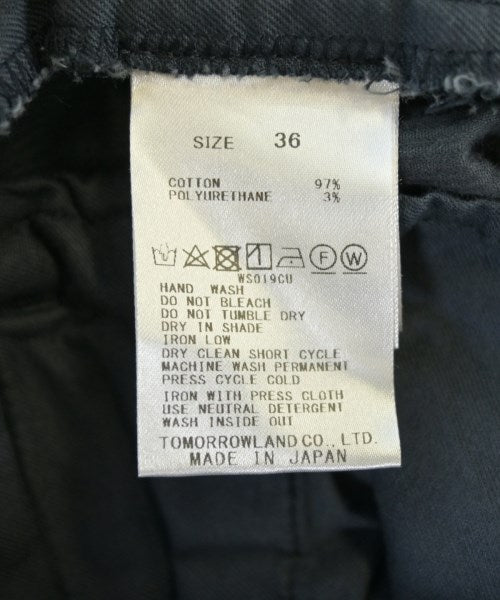 SIZE 36
COTTON 97%
POLYURETHANE 3%
F W
WS019CU
HAND WASH
DO NOT BLEACH
DO NOT TUMBLE DRY
DRY IN SHADE
IRON LOW
DRY CLEAN SHORT CYCLE
MACHINE WASH PERMANENT
PRESS CYCLE COLD
IRON WITH PRESS CLOTH
USE NEUTRAL DETERGENT
WASH INSIDE OUT
TOMORROWLAND CO., LTD.
MADE IN JAPAN